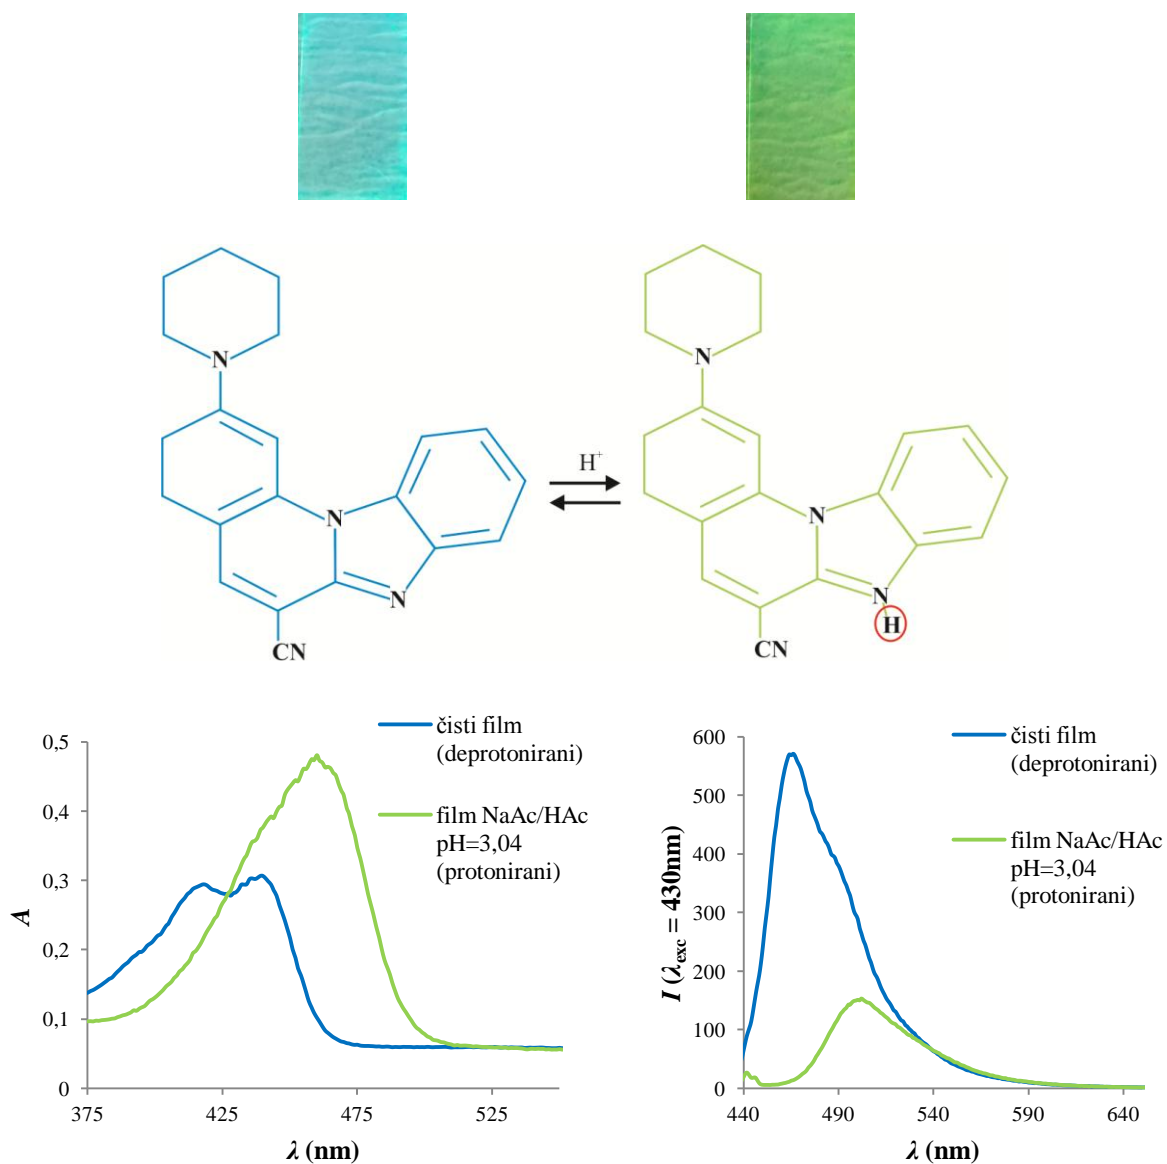 N
N
H⁺
N
N
N
N
H
CN
CN
čisti film
(deprotonirani)
film NaAc/HAc
pH=3,04
(protonirani)
0,5
0,4
0,3
0,2
0,1
0
A
375
425
475
525
λ (nm)
čisti film
(deprotonirani)
film NaAc/HAc
pH=3,04
(protonirani)
600
500
400
300
200
100
0
I (λexc = 430nm)
440
490
540
590
640
λ (nm)